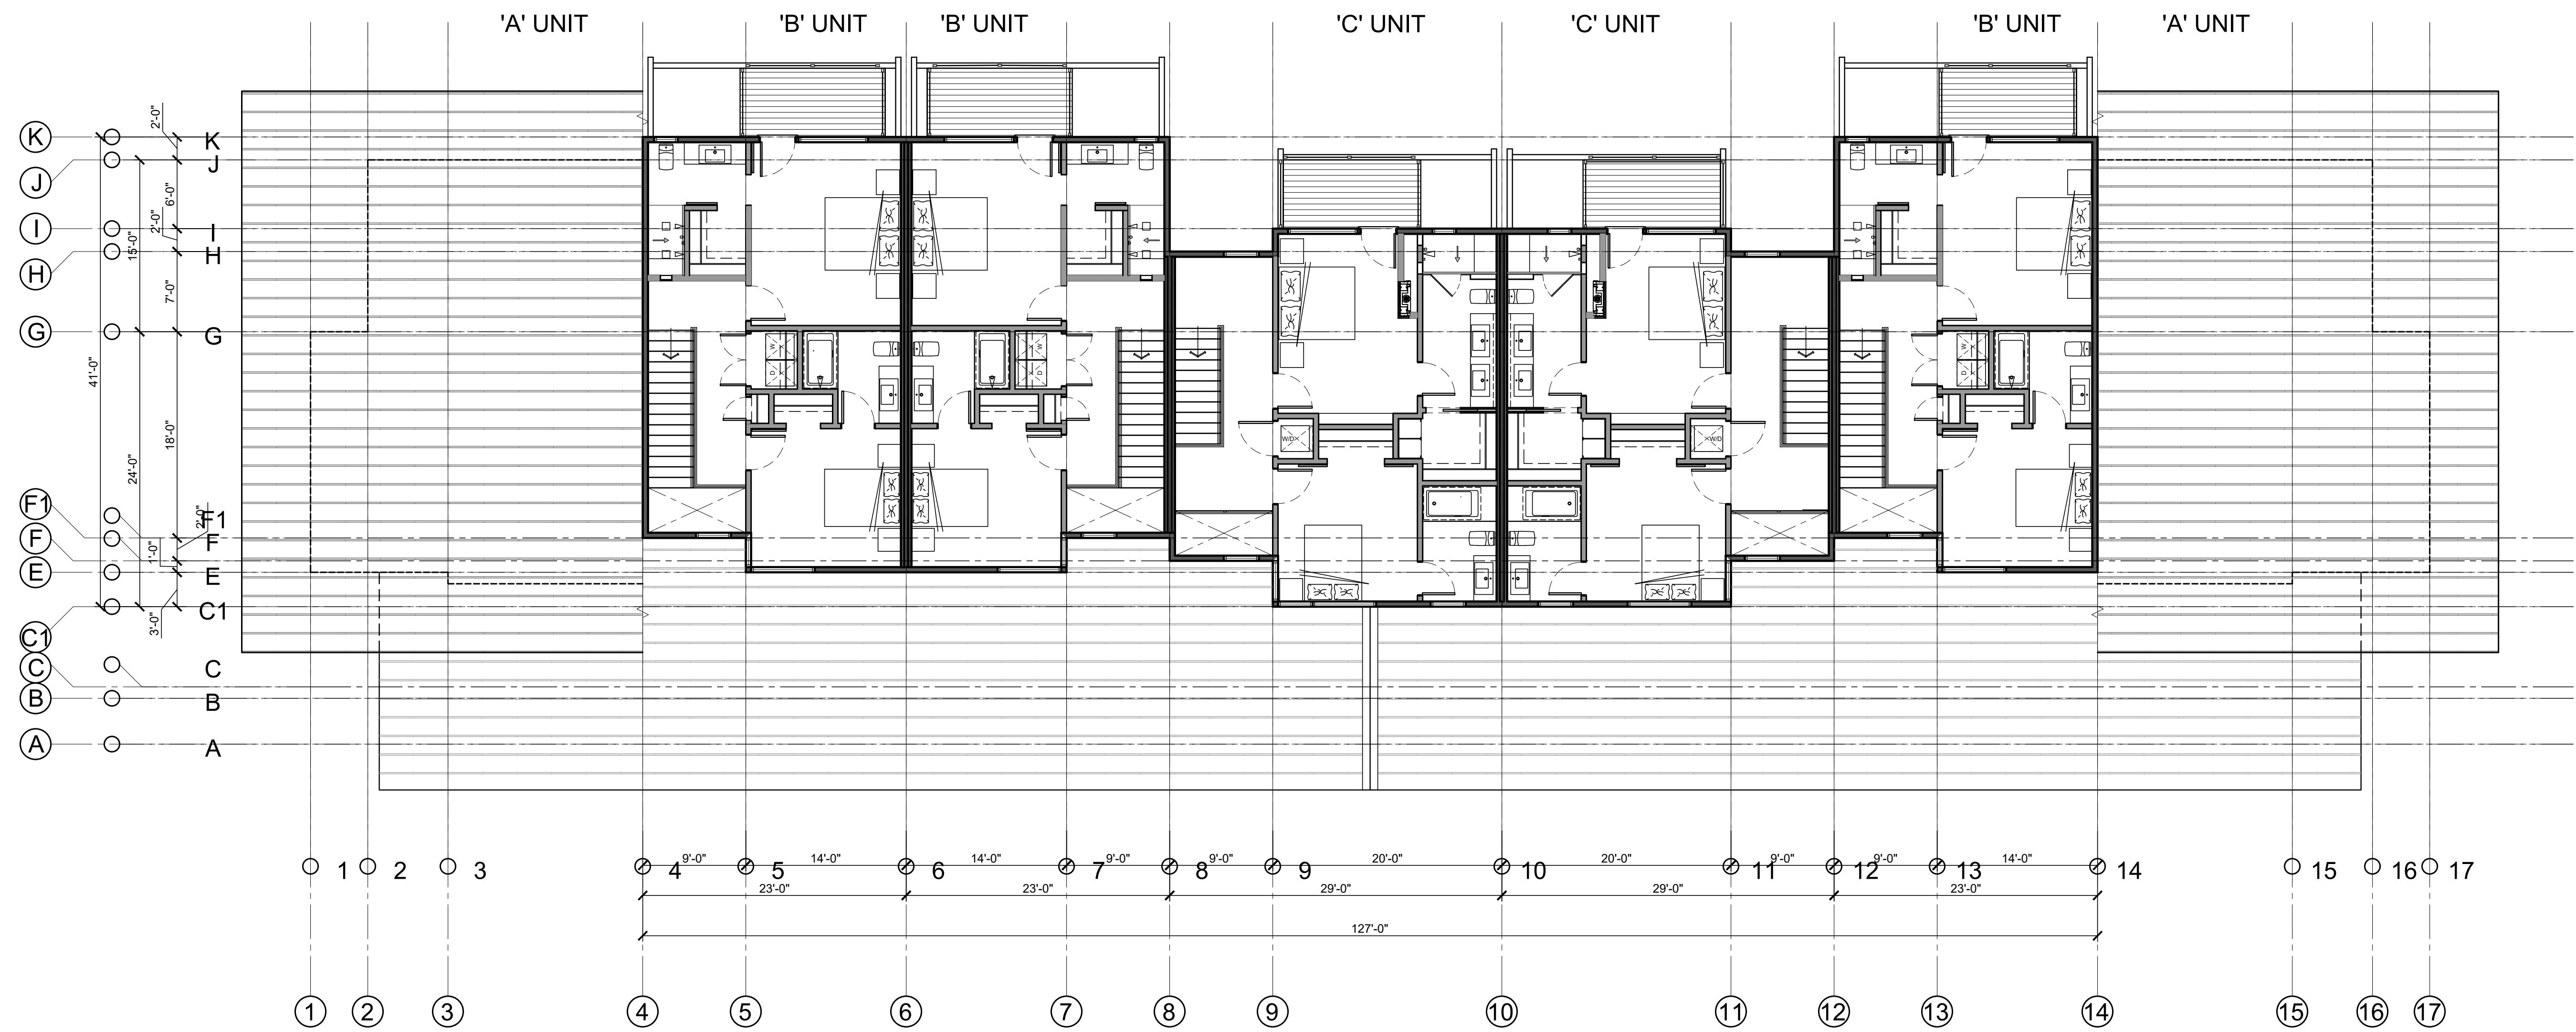 'A' UNIT 'B' UNIT 'B' UNIT 'C' UNIT 'C' UNIT 'B' UNIT 'A' UNIT
K K
2'-0"
J J
6'-0"
I I
2'-0"
15'-0"
H H
7'-0"
G G
W W W
D D D
41'-0"
18'-0"
24'-0"
W/D W/D
F1 F1
2'-0"
F F
1'-0"
E E
C1 C1
3'-0"
C C
B B
A A
9'-0" 14'-0" 14'-0" 9'-0" 9'-0" 20'-0" 20'-0" 9'-0" 9'-0" 14'-0"
1 2 3 4 5 6 7 8 9 10 11 12 13 14 15 16 17
23'-0" 23'-0" 29'-0" 29'-0" 23'-0"
127'-0"
1 2 3 4 5 6 7 8 9 10 11 12 13 14 15 16 17